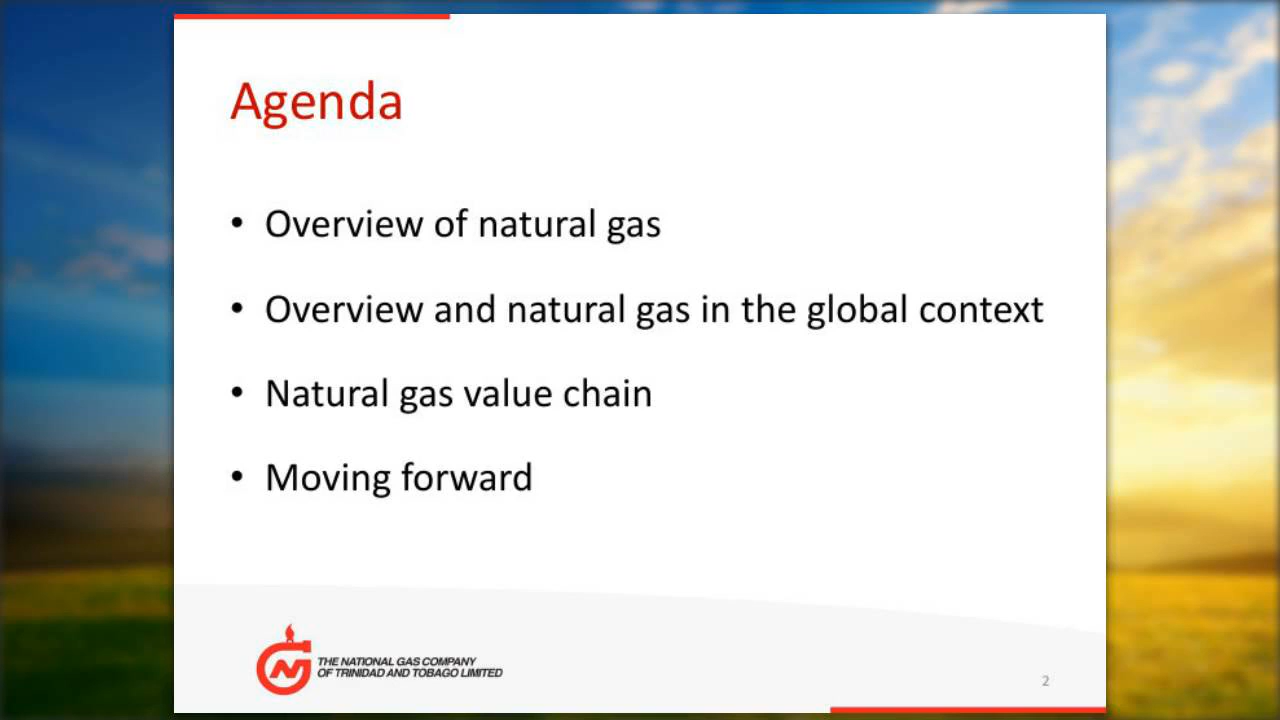 Agenda
• Overview of natural gas
• Overview and natural gas in the global context
• Natural gas value chain
• Moving forward
THE NATIONAL GAS COMPANY
OF TRINIDAD AND TOBAGO LIMITED
2